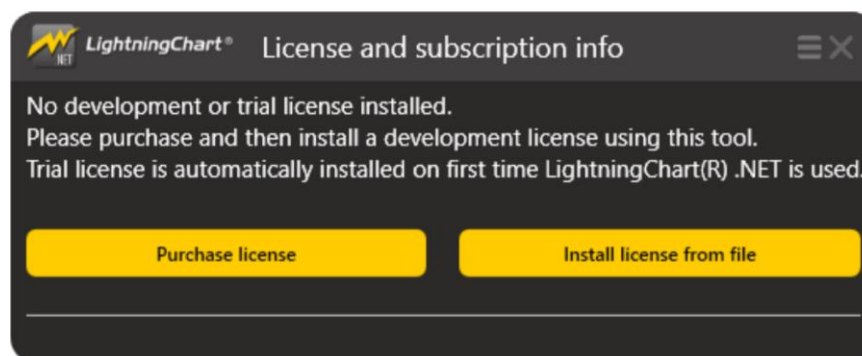 LightningChart® License and subscription info
.NET
No development or trial license installed.
Please purchase and then install a development license using this tool.
Trial license is automatically installed on first time LightningChart(R) .NET is used.
Purchase license Install license from file